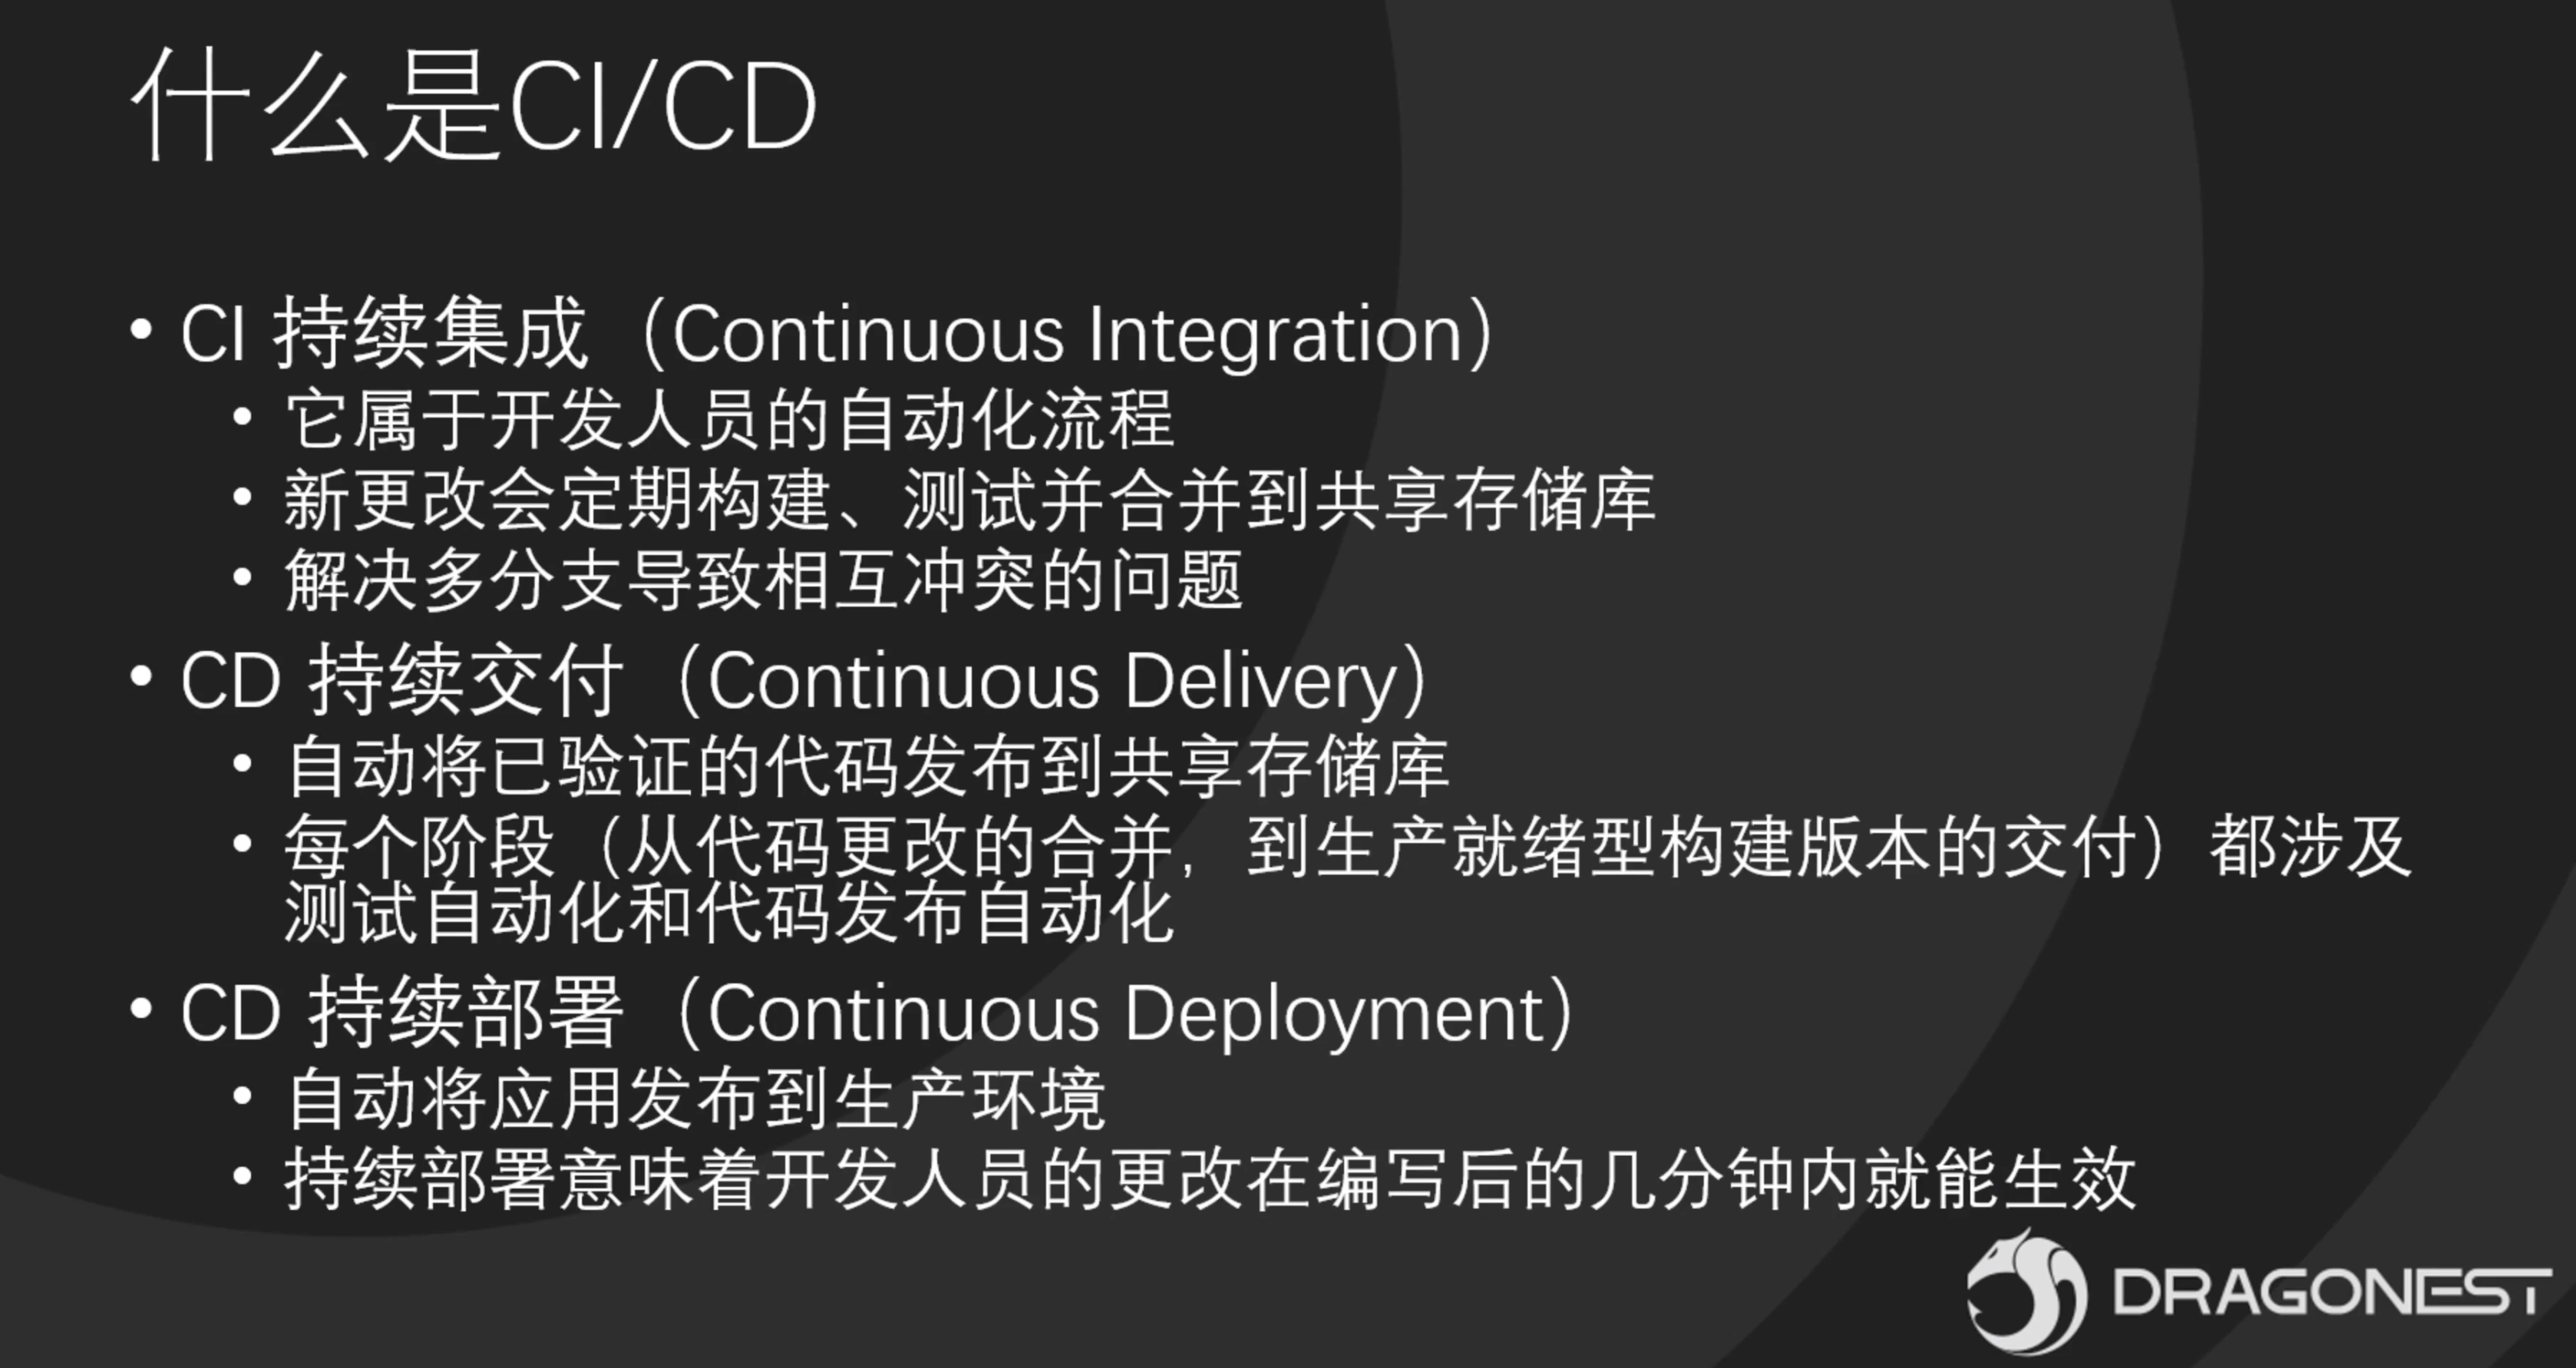 什么是CI/CD
• CI 持续集成（Continuous Integration）
• 它属于开发人员的自动化流程
• 新更改会定期构建、测试并合并到共享存储库
• 解决多分支导致相互冲突的问题
• CD 持续交付（Continuous Delivery）
• 自动将已验证的代码发布到共享存储库
• 每个阶段（从代码更改的合并，到生产就绪型构建版本的交付）都涉及
测试自动化和代码发布自动化
• CD 持续部署（Continuous Deployment）
• 自动将应用发布到生产环境
• 持续部署意味着开发人员的更改在编写后的几分钟内就能生效
DRAGONEST